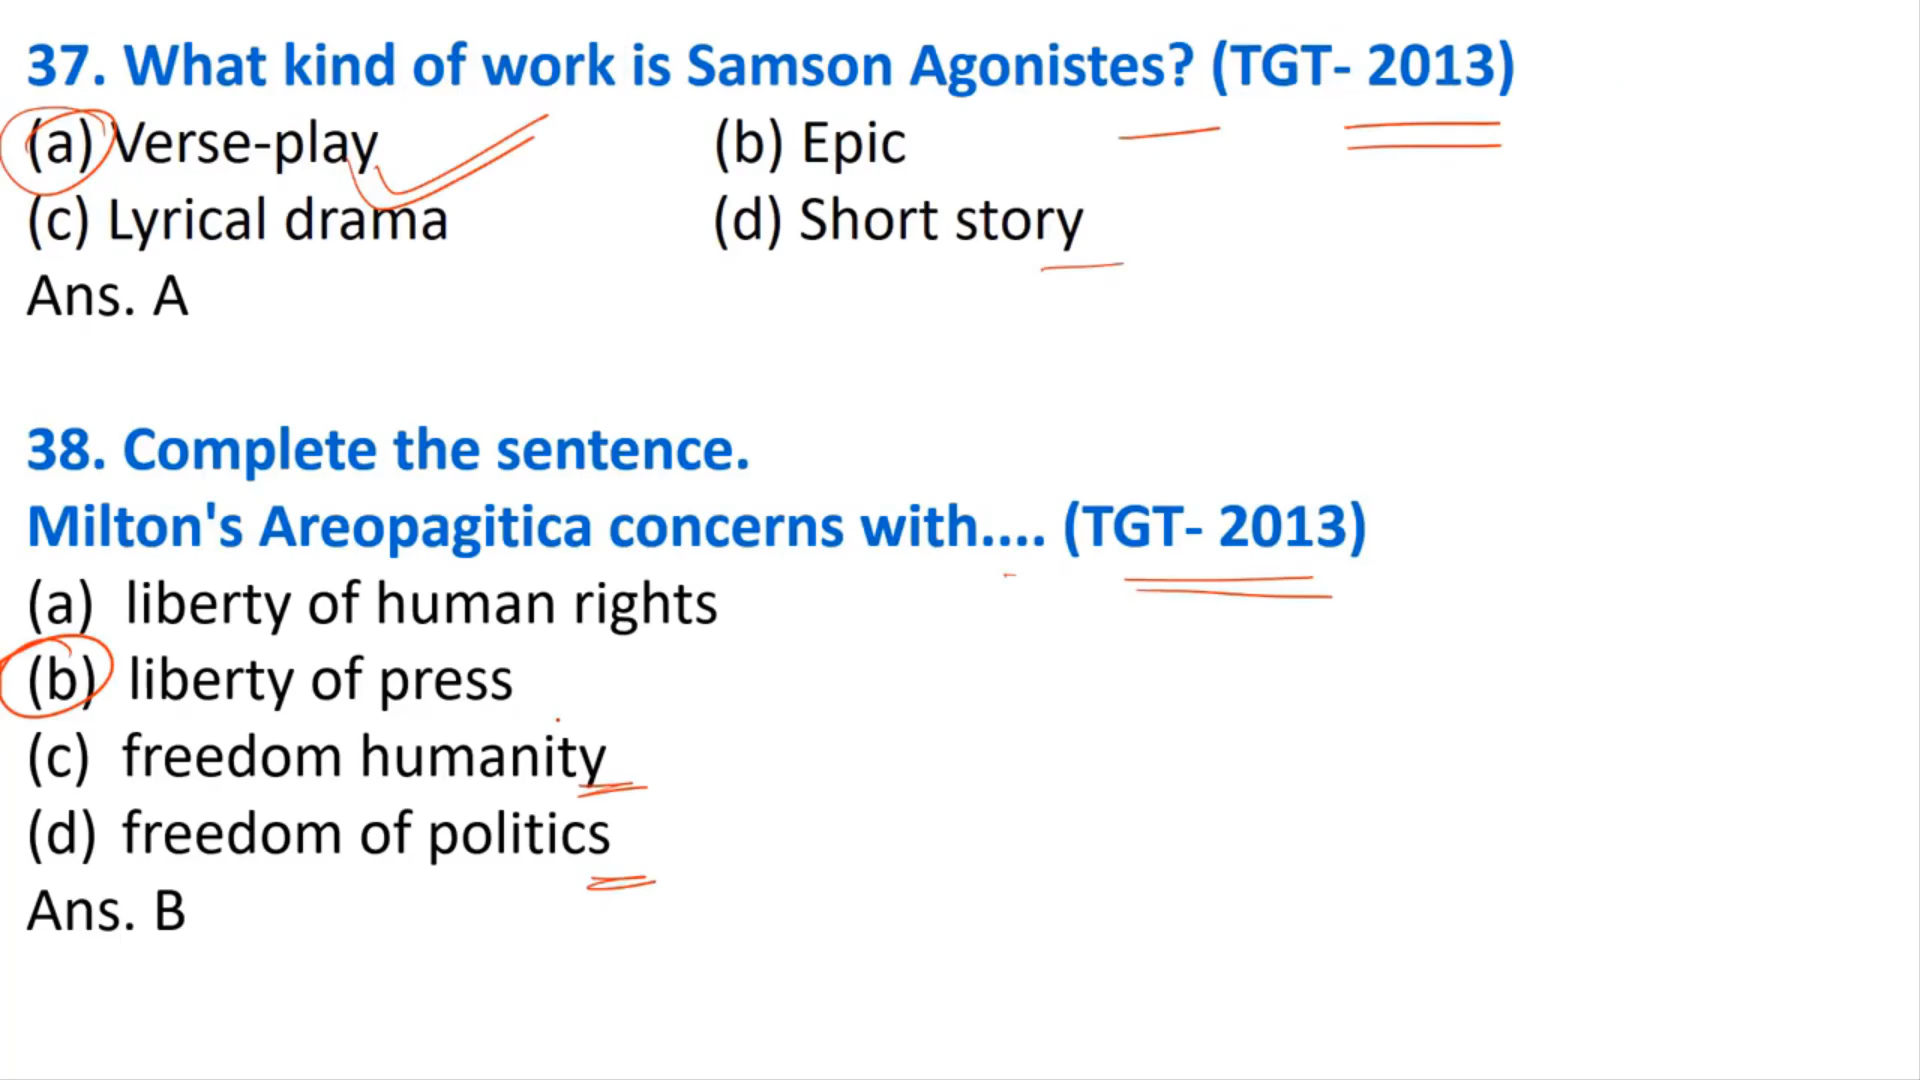 37. What kind of work is Samson Agonistes? (TGT- 2013)
(a) Verse-play (b) Epic
(c) Lyrical drama (d) Short story
Ans. A
38. Complete the sentence.
Milton's Areopagitica concerns with.... (TGT- 2013)
(a) liberty of human rights
(b) liberty of press
(c) freedom humanity
(d) freedom of politics
Ans. B